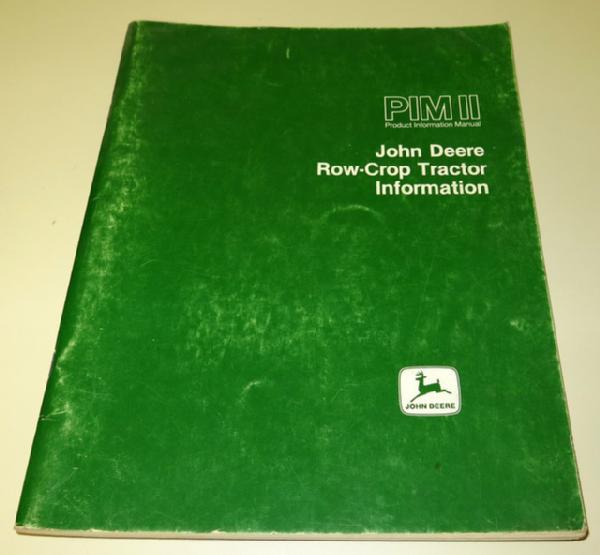 PIM II
Product Information Manual
John Deere
Row-Crop Tractor
Information
JOHN DEERE